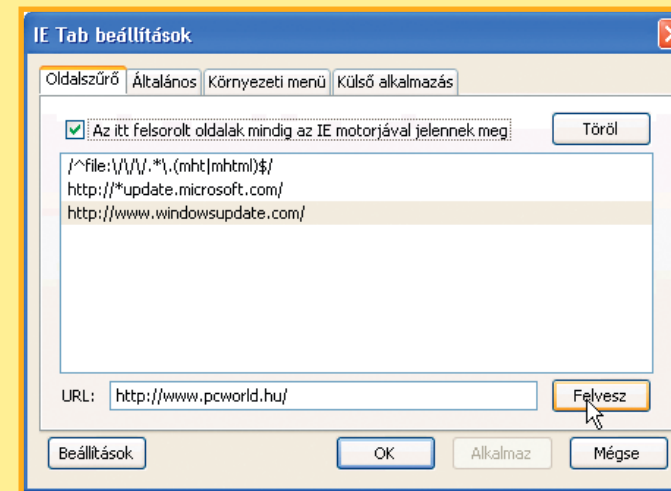 IE Tab beállítások
Oldalszűrő Általános Környezeti menü Külső alkalmazás
Az itt felsorolt oldalak mindig az IE motorjával jelennek meg Töröl
/^file:\/\/\/.*\.(mht|mhtml)$/
http://*update.microsoft.com/
http://www.windowsupdate.com/
URL: http://www.pcworld.hu/ Felvesz
Beállítások OK Alkalmaz Mégse